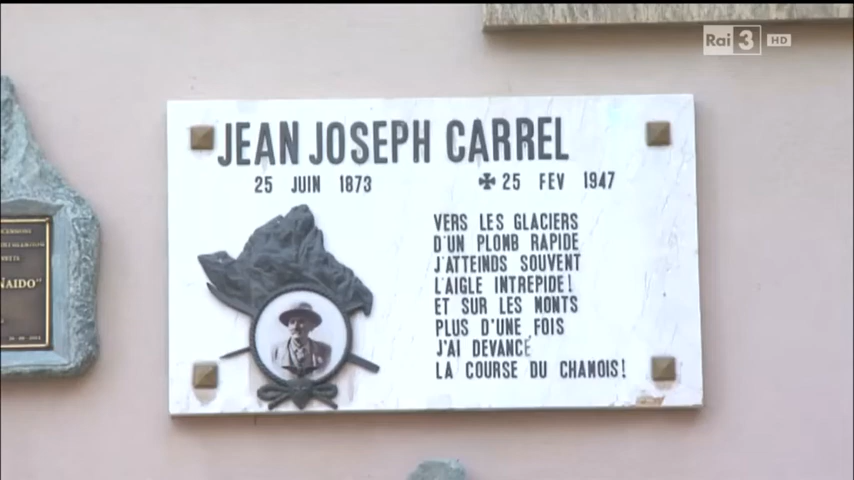 Rai 3 HD
JEAN JOSEPH CARREL
25 JUIN 1873
✠ 25 FEV 1947
VERS LES GLACIERS
D'UN PLOMB RAPIDE
J'ATTEINDS SOUVENT
L'AIGLE INTREPIDE!
ET SUR LES MONTS
PLUS D'UNE FOIS
J'AI DEVANCÉ
LA COURSE DU CHAMOIS!
NAIDO"